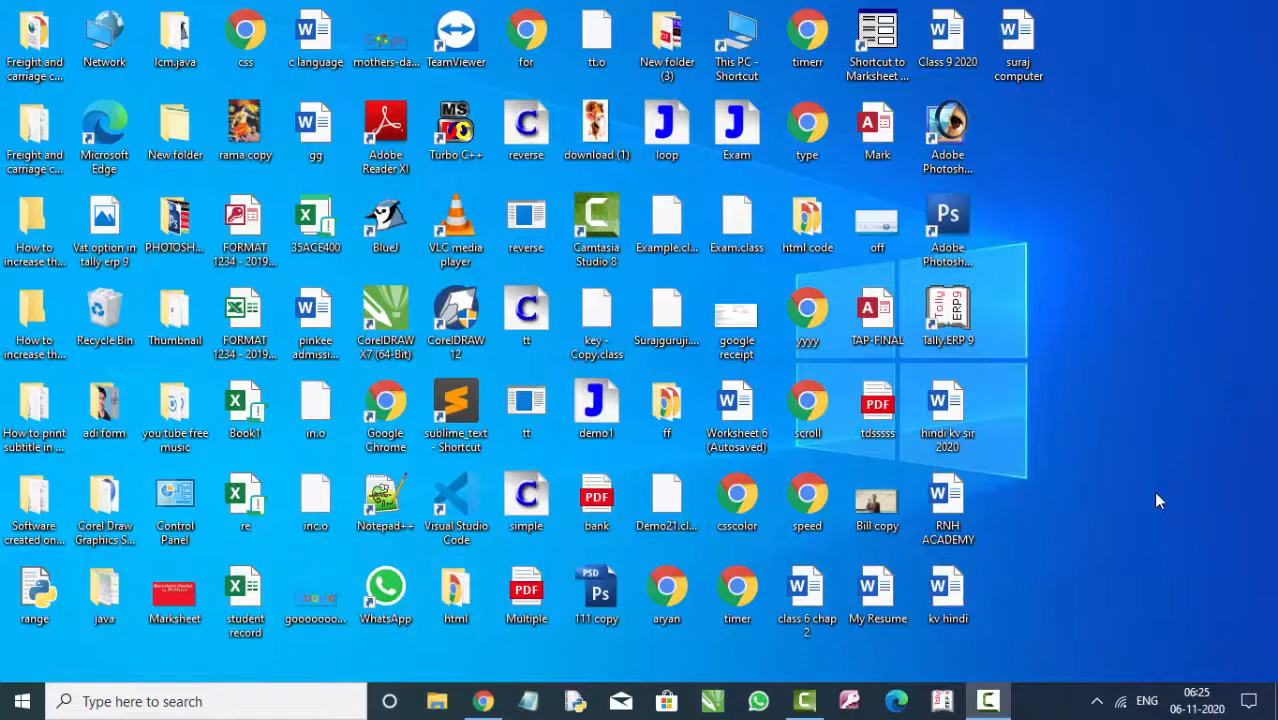 Freight and carriage c...
Network
lcm.java
css
c language
mothers-da...
TeamViewer
for
tt.o
New folder (3)
This PC - Shortcut
timerr
Shortcut to Marksheet ...
Class 9 2020
suraj computer
Freight and carriage c...
Microsoft Edge
New folder
rama copy
gg
Adobe Reader XI
Turbo C++
reverse
download (1)
loop
Exam
type
Mark
Adobe Photosh...
How to increase th...
Vat option in tally erp 9
PHOTOSH...
FORMAT 1234 - 2019...
35ACE400
BlueJ
VLC media player
reverse
Camtasia Studio 8
Example.cl...
Exam.class
html code
off
Adobe Photosh...
How to increase th...
Recycle Bin
Thumbnail
FORMAT 1234 - 2019...
pinkee admissi...
CorelDRAW X7 (64-Bit)
CorelDRAW 12
tt
key - Copy.class
Surajguruji....
google receipt
yyyy
TAP-FINAL
Tally.ERP 9
How to print subtitle in ...
adi form
you tube free music
Book1
in.o
Google Chrome
sublime_text - Shortcut
tt
demo1
ff
Worksheet 6 (Autosaved)
scroll
tdsssss
hindi kv sir 2020
Software created on...
Corel Draw Graphics S...
Control Panel
re
inc.o
Notepad++
Visual Studio Code
simple
bank
Demo21.cl...
csscolor
speed
Bill copy
RNH ACADEMY
range
java
Marksheet
student record
gooooooo...
WhatsApp
html
Multiple
111 copy
aryan
timer
class 6 chap 2
My Resume
kv hindi
Type here to search
ENG
06:25
06-11-2020